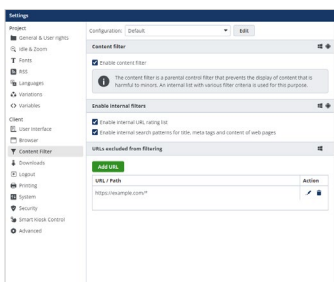 Settings
Project
General & User rights
Idle & Zoom
Fonts
RSS
Languages
Variations
Variables
Client
User Interface
Browser
Content Filter
Downloads
Logout
Printing
System
Security
Smart Kiosk Control
Advanced
Configuration: Default Edit
Content filter
Enable content filter
The content filter is a parental control filter that prevents the display of content that is
harmful to minors. An internal list with various filter criteria is used for this purpose.
Enable internal filters
Enable internal URL rating list
Enable internal search patterns for title, meta-tags and content of web pages
URLs excluded from filtering
Add URL
URL / Path Action
https://example.com/*